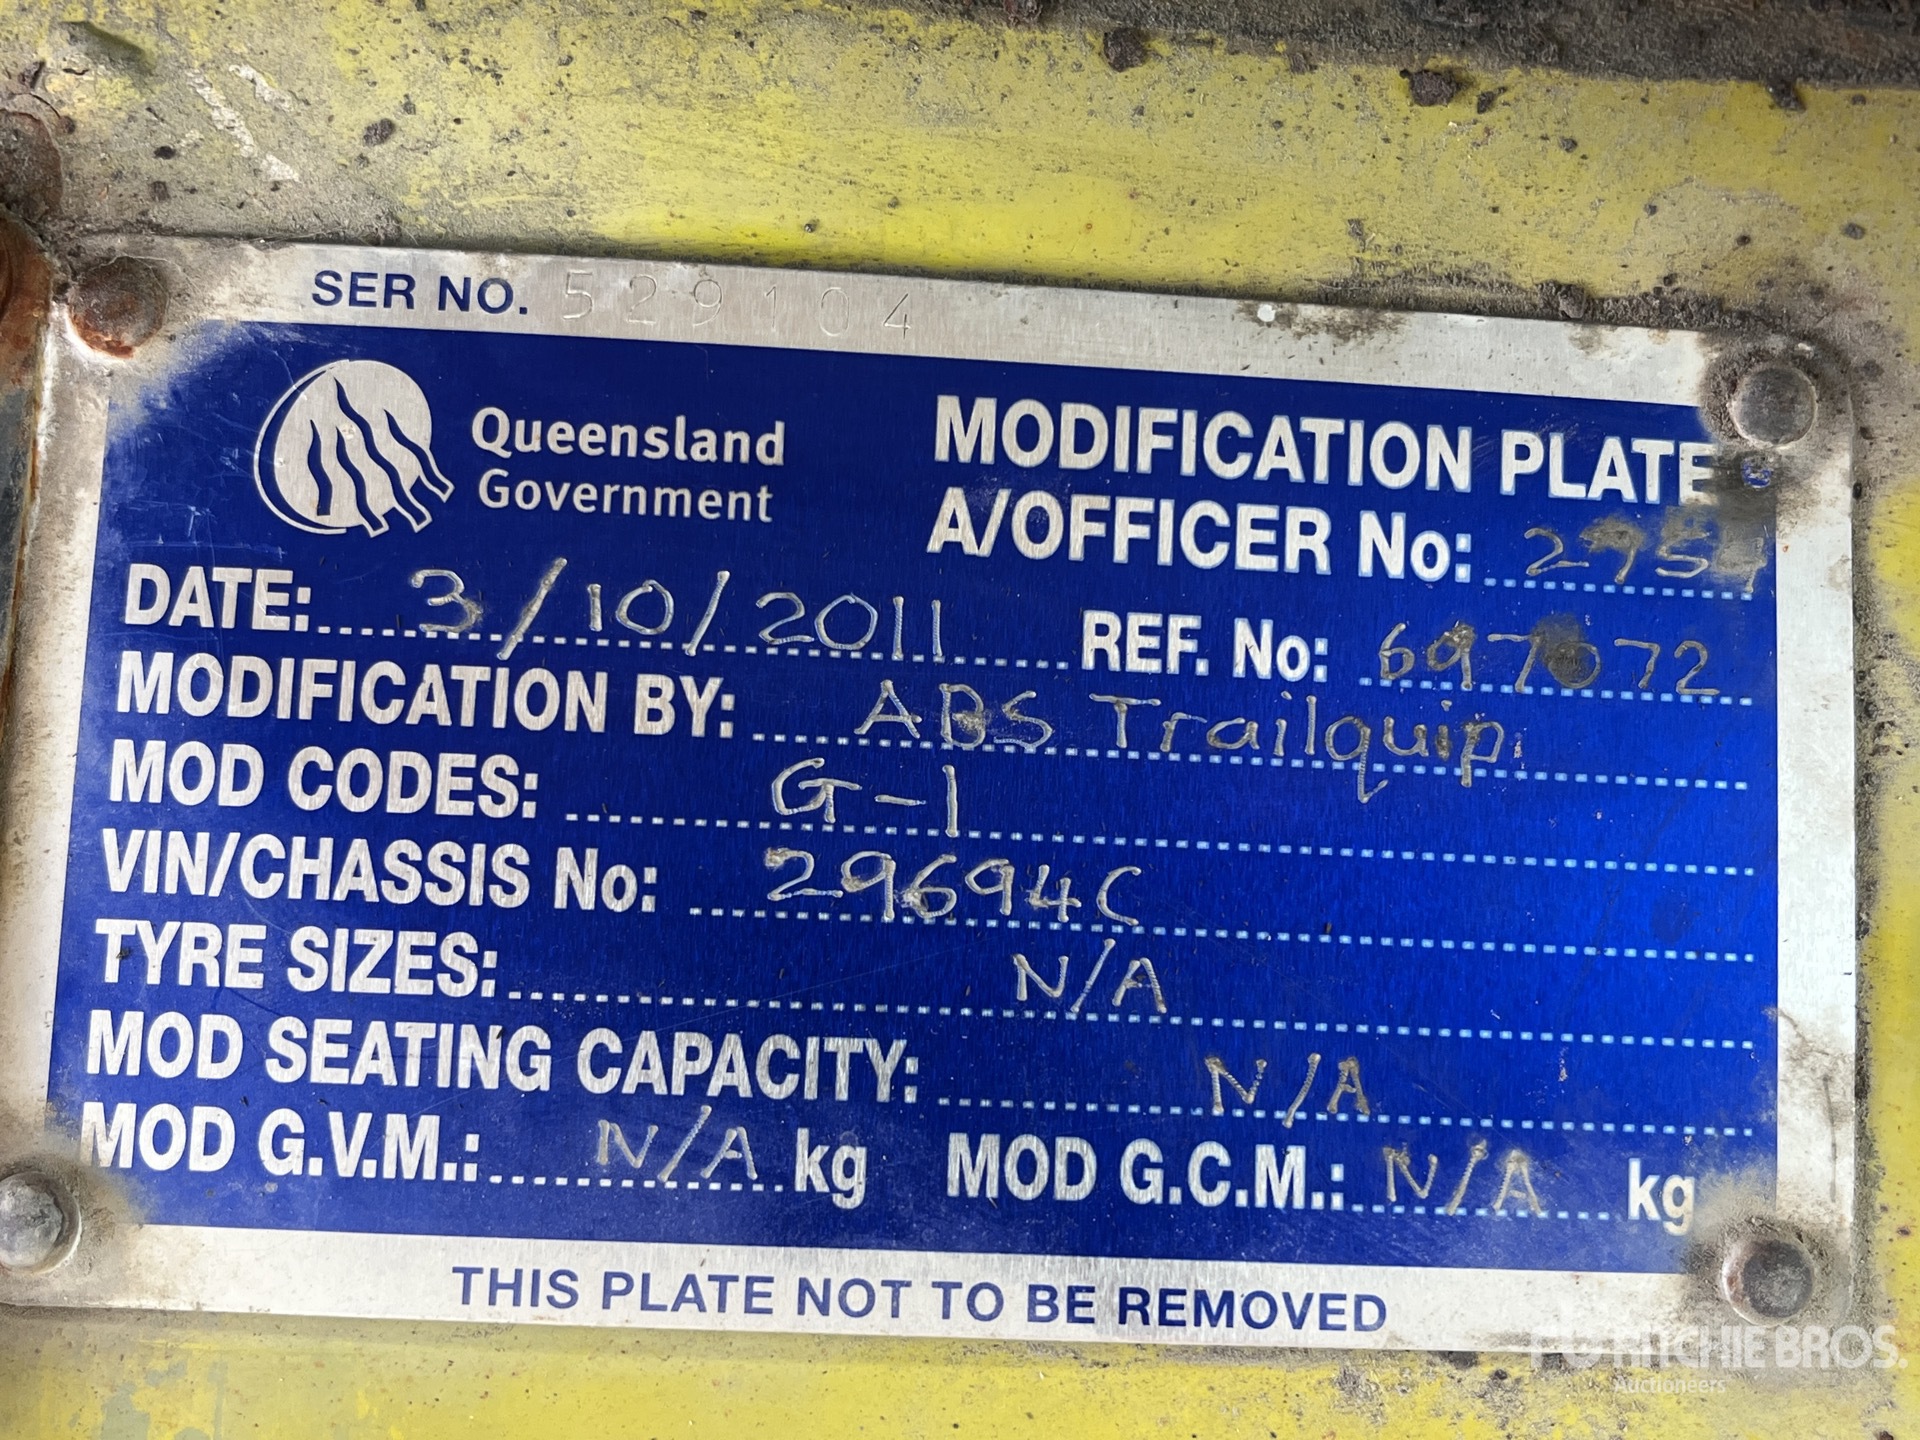 SER NO. 529104
Queensland
Government
MODIFICATION PLATE
A/OFFICER No:
DATE: 3/10/2011 REF. No: 697072
MODIFICATION BY: ABS Trailquip
MOD CODES: G-1
VIN/CHASSIS No: 29694C
TYRE SIZES: N/A
MOD SEATING CAPACITY: N/A
MOD G.V.M.: N/A kg MOD G.C.M.: N/A kg
THIS PLATE NOT TO BE REMOVED
RITCHIE BROS.
Auctioneers